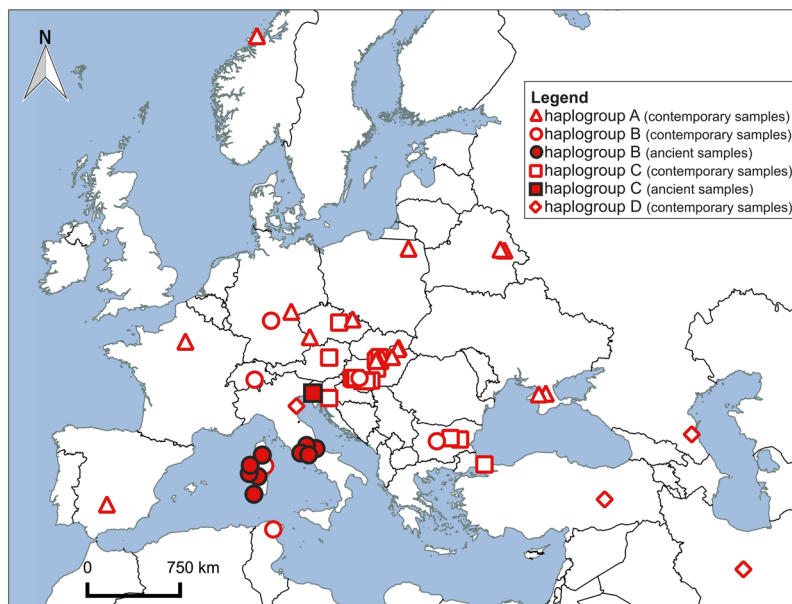 N
Legend
haplogroup A (contemporary samples)
haplogroup B (contemporary samples)
haplogroup B (ancient samples)
haplogroup C (contemporary samples)
haplogroup C (ancient samples)
haplogroup D (contemporary samples)
0 750 km